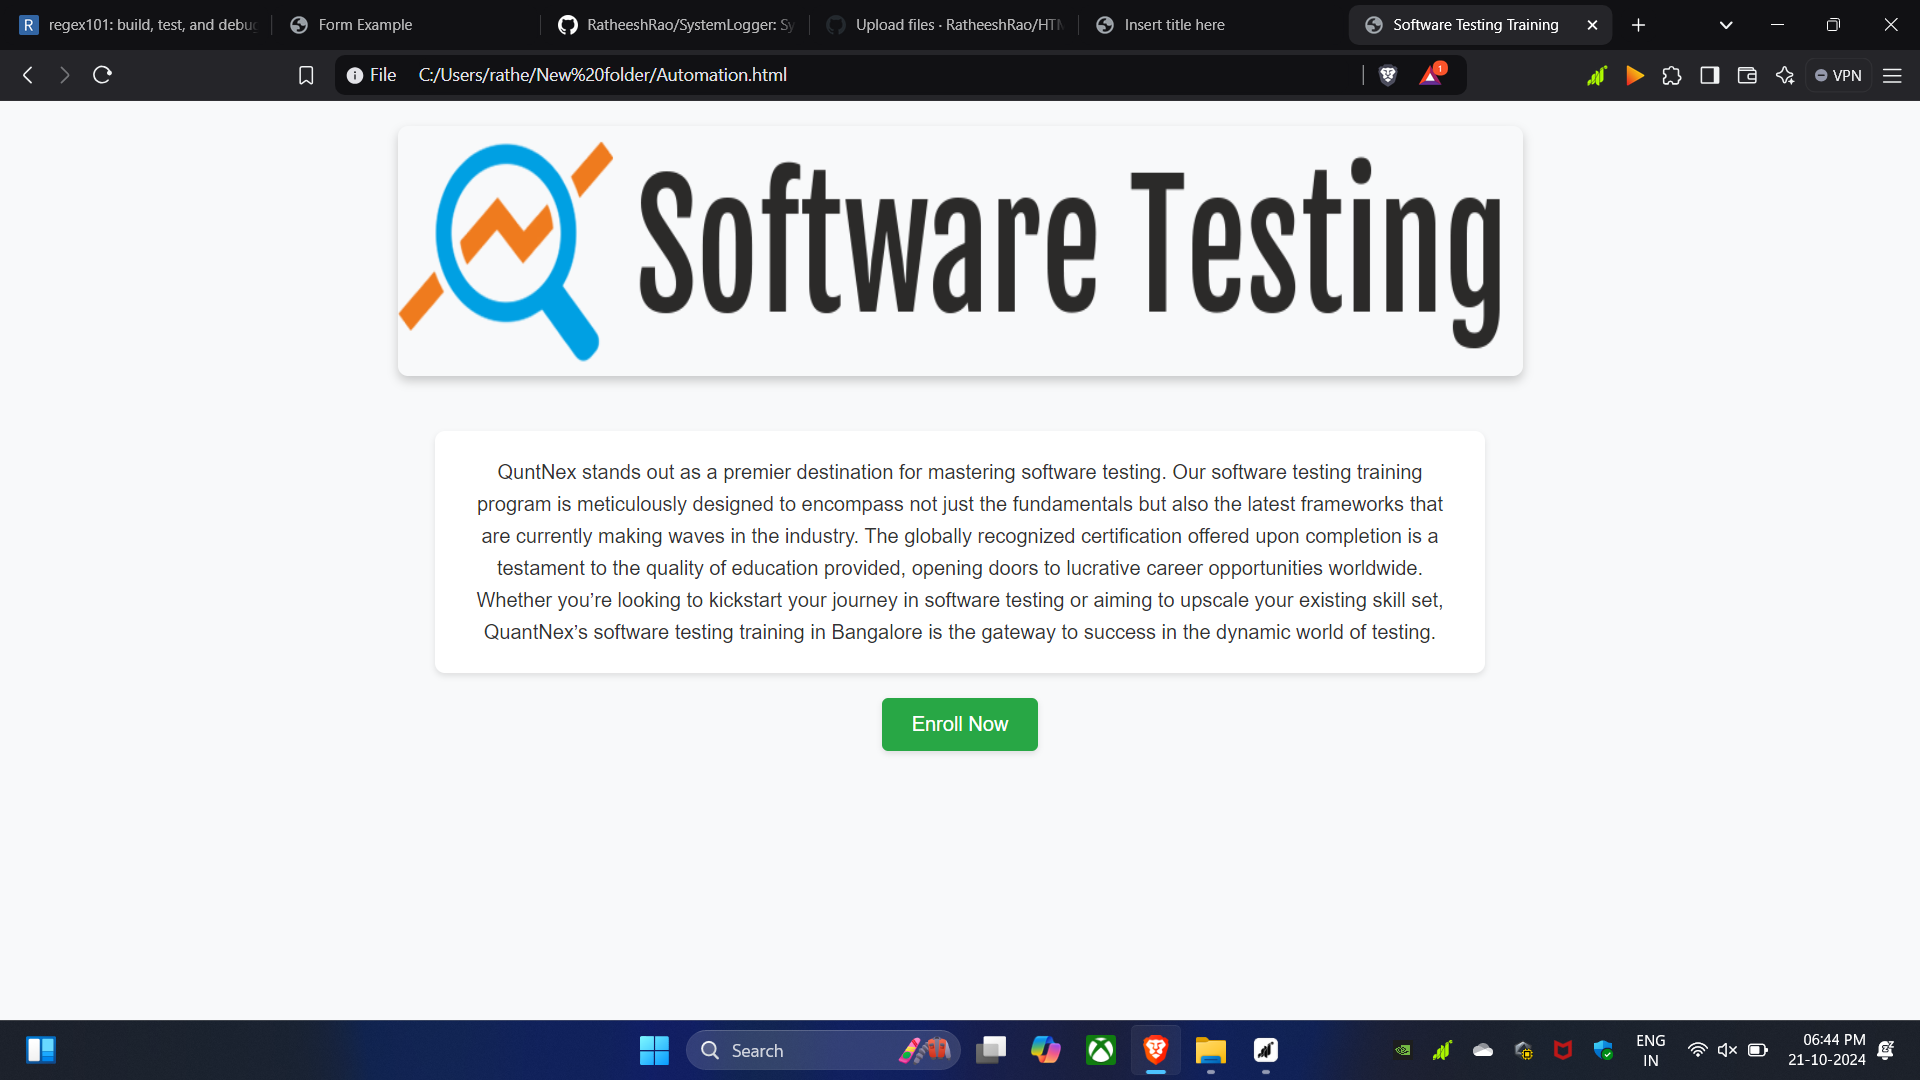 R regex101: build, test, and debug
Form Example
RatheeshRao/SystemLogger: Sy
Upload files · RatheeshRao/HTM
Insert title here
Software Testing Training
File
C:/Users/rathe/New%20folder/Automation.html
1
VPN
Software Testing
QuntNex stands out as a premier destination for mastering software testing. Our software testing training
program is meticulously designed to encompass not just the fundamentals but also the latest frameworks that
are currently making waves in the industry. The globally recognized certification offered upon completion is a
testament to the quality of education provided, opening doors to lucrative career opportunities worldwide.
Whether you’re looking to kickstart your journey in software testing or aiming to upscale your existing skill set,
QuantNex’s software testing training in Bangalore is the gateway to success in the dynamic world of testing.
Enroll Now
Search
ENG
IN
06:44 PM
21-10-2024